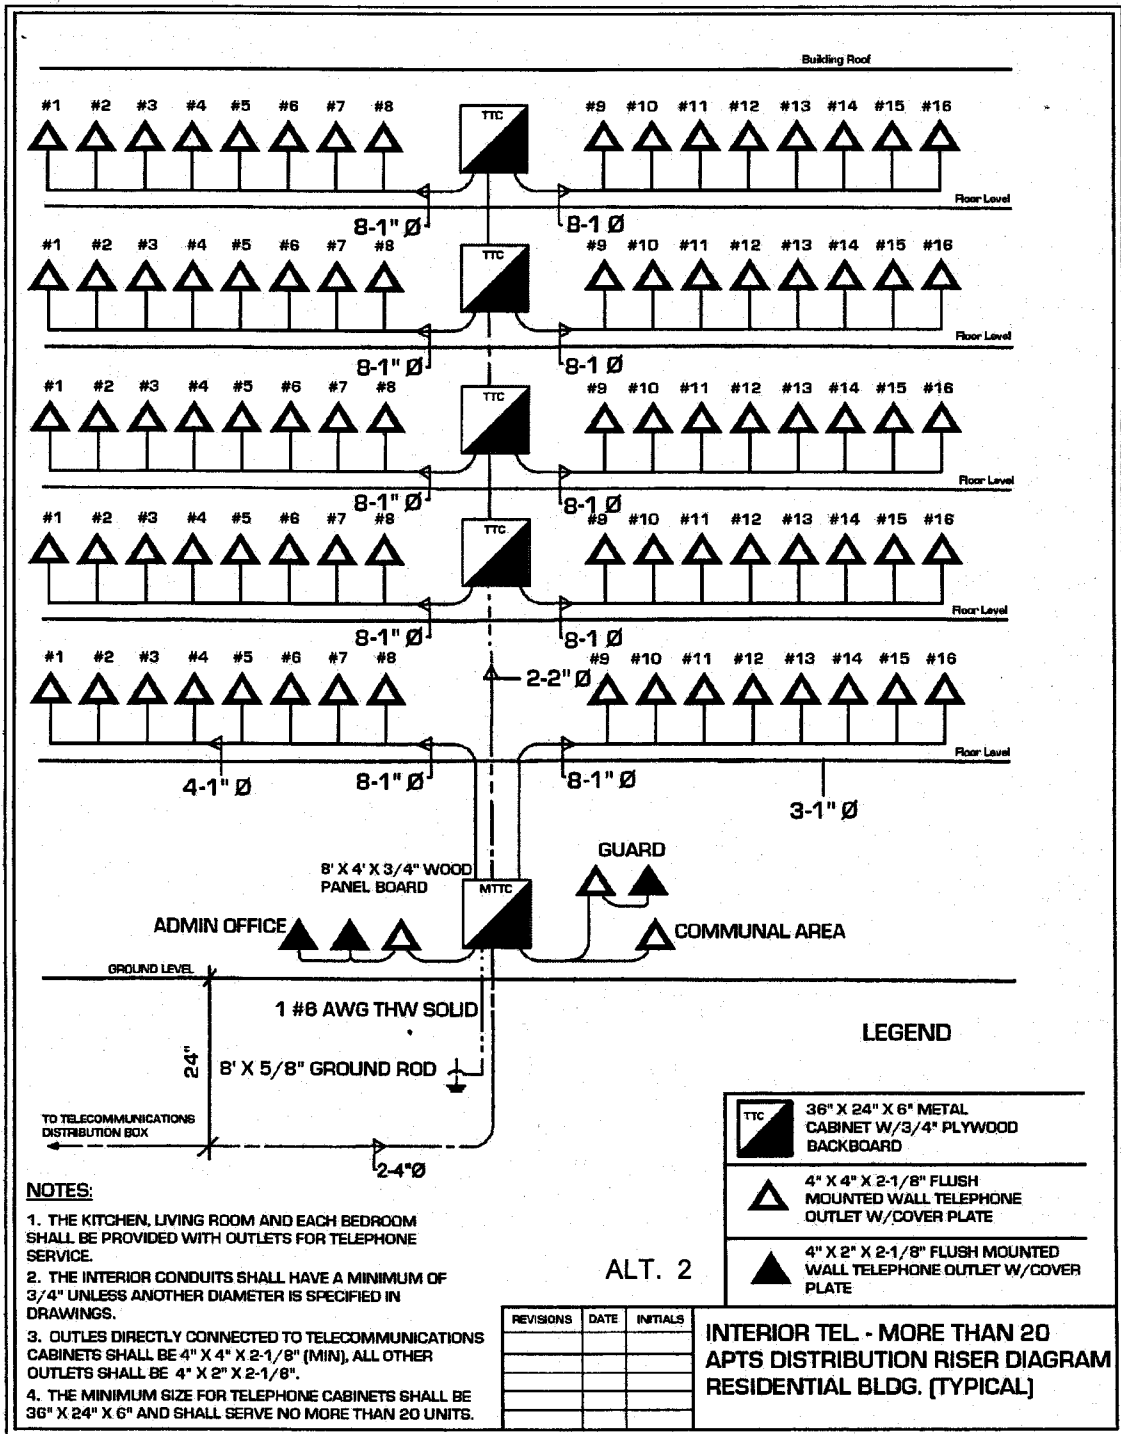 Building Roof
#1 #2 #3 #4 #5 #6 #7 #8 TTC #9 #10 #11 #12 #13 #14 #15 #16
Floor Level
8-1" Ø 8-1 Ø
#1 #2 #3 #4 #5 #6 #7 #8 TTC #9 #10 #11 #12 #13 #14 #15 #16
Floor Level
8-1" Ø 8-1 Ø
#1 #2 #3 #4 #5 #6 #7 #8 TTC #9 #10 #11 #12 #13 #14 #15 #16
Floor Level
8-1" Ø 8-1 Ø
#1 #2 #3 #4 #5 #6 #7 #8 TTC #9 #10 #11 #12 #13 #14 #15 #16
Floor Level
8-1" Ø 8-1 Ø
#1 #2 #3 #4 #5 #6 #7 #8 #9 #10 #11 #12 #13 #14 #15 #16
2-2" Ø
Floor Level
4-1" Ø 8-1" Ø 8-1" Ø
3-1" Ø
GUARD
8' X 4' X 3/4" WOOD
PANEL BOARD
MTTC
ADMIN OFFICE
COMMUNAL AREA
GROUND LEVEL
1 #6 AWG THW SOLID
24"
8' X 5/8" GROUND ROD
TO TELECOMMUNICATIONS
DISTRIBUTION BOX
2-4"Ø
LEGEND
TTC
36" X 24" X 6" METAL
CABINET W/3/4" PLYWOOD
BACKBOARD
4" X 4" X 2-1/8" FLUSH
MOUNTED WALL TELEPHONE
OUTLET W/COVER PLATE
4" X 2" X 2-1/8" FLUSH MOUNTED
WALL TELEPHONE OUTLET W/COVER
PLATE
NOTES:
1. THE KITCHEN, LIVING ROOM AND EACH BEDROOM
SHALL BE PROVIDED WITH OUTLETS FOR TELEPHONE
SERVICE.
2. THE INTERIOR CONDUITS SHALL HAVE A MINIMUM OF
3/4" UNLESS ANOTHER DIAMETER IS SPECIFIED IN
DRAWINGS.
3. OUTLES DIRECTLY CONNECTED TO TELECOMMUNICATIONS
CABINETS SHALL BE 4" X 4" X 2-1/8" (MIN), ALL OTHER
OUTLETS SHALL BE 4" X 2" X 2-1/8".
4. THE MINIMUM SIZE FOR TELEPHONE CABINETS SHALL BE
36" X 24" X 6" AND SHALL SERVE NO MORE THAN 20 UNITS.
ALT. 2
REVISIONS DATE INITIALS
INTERIOR TEL. - MORE THAN 20
APTS DISTRIBUTION RISER DIAGRAM
RESIDENTIAL BLDG. (TYPICAL)